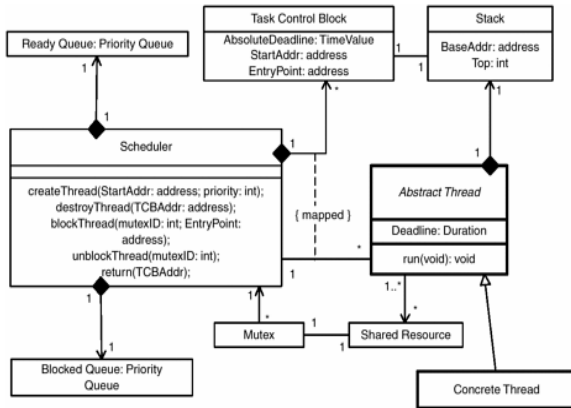 Ready Queue: Priority Queue
1
1
Task Control Block
AbsoluteDeadline: TimeValue
StartAddr: address
EntryPoint: address
1
1
Stack
BaseAddr: address
Top: int
1
*
1
Scheduler
createThread(StartAddr: address; priority: int);
destroyThread(TCBAddr: address);
blockThread(mutexID: int; EntryPoint:
address);
unblockThread(mutexID: int);
return(TCBAddr);
1
{ mapped }
1
*
Abstract Thread
Deadline: Duration
run(void): void
1
1
*
1..*
*
Mutex
1
1
Shared Resource
1
Blocked Queue: Priority
Queue
Concrete Thread